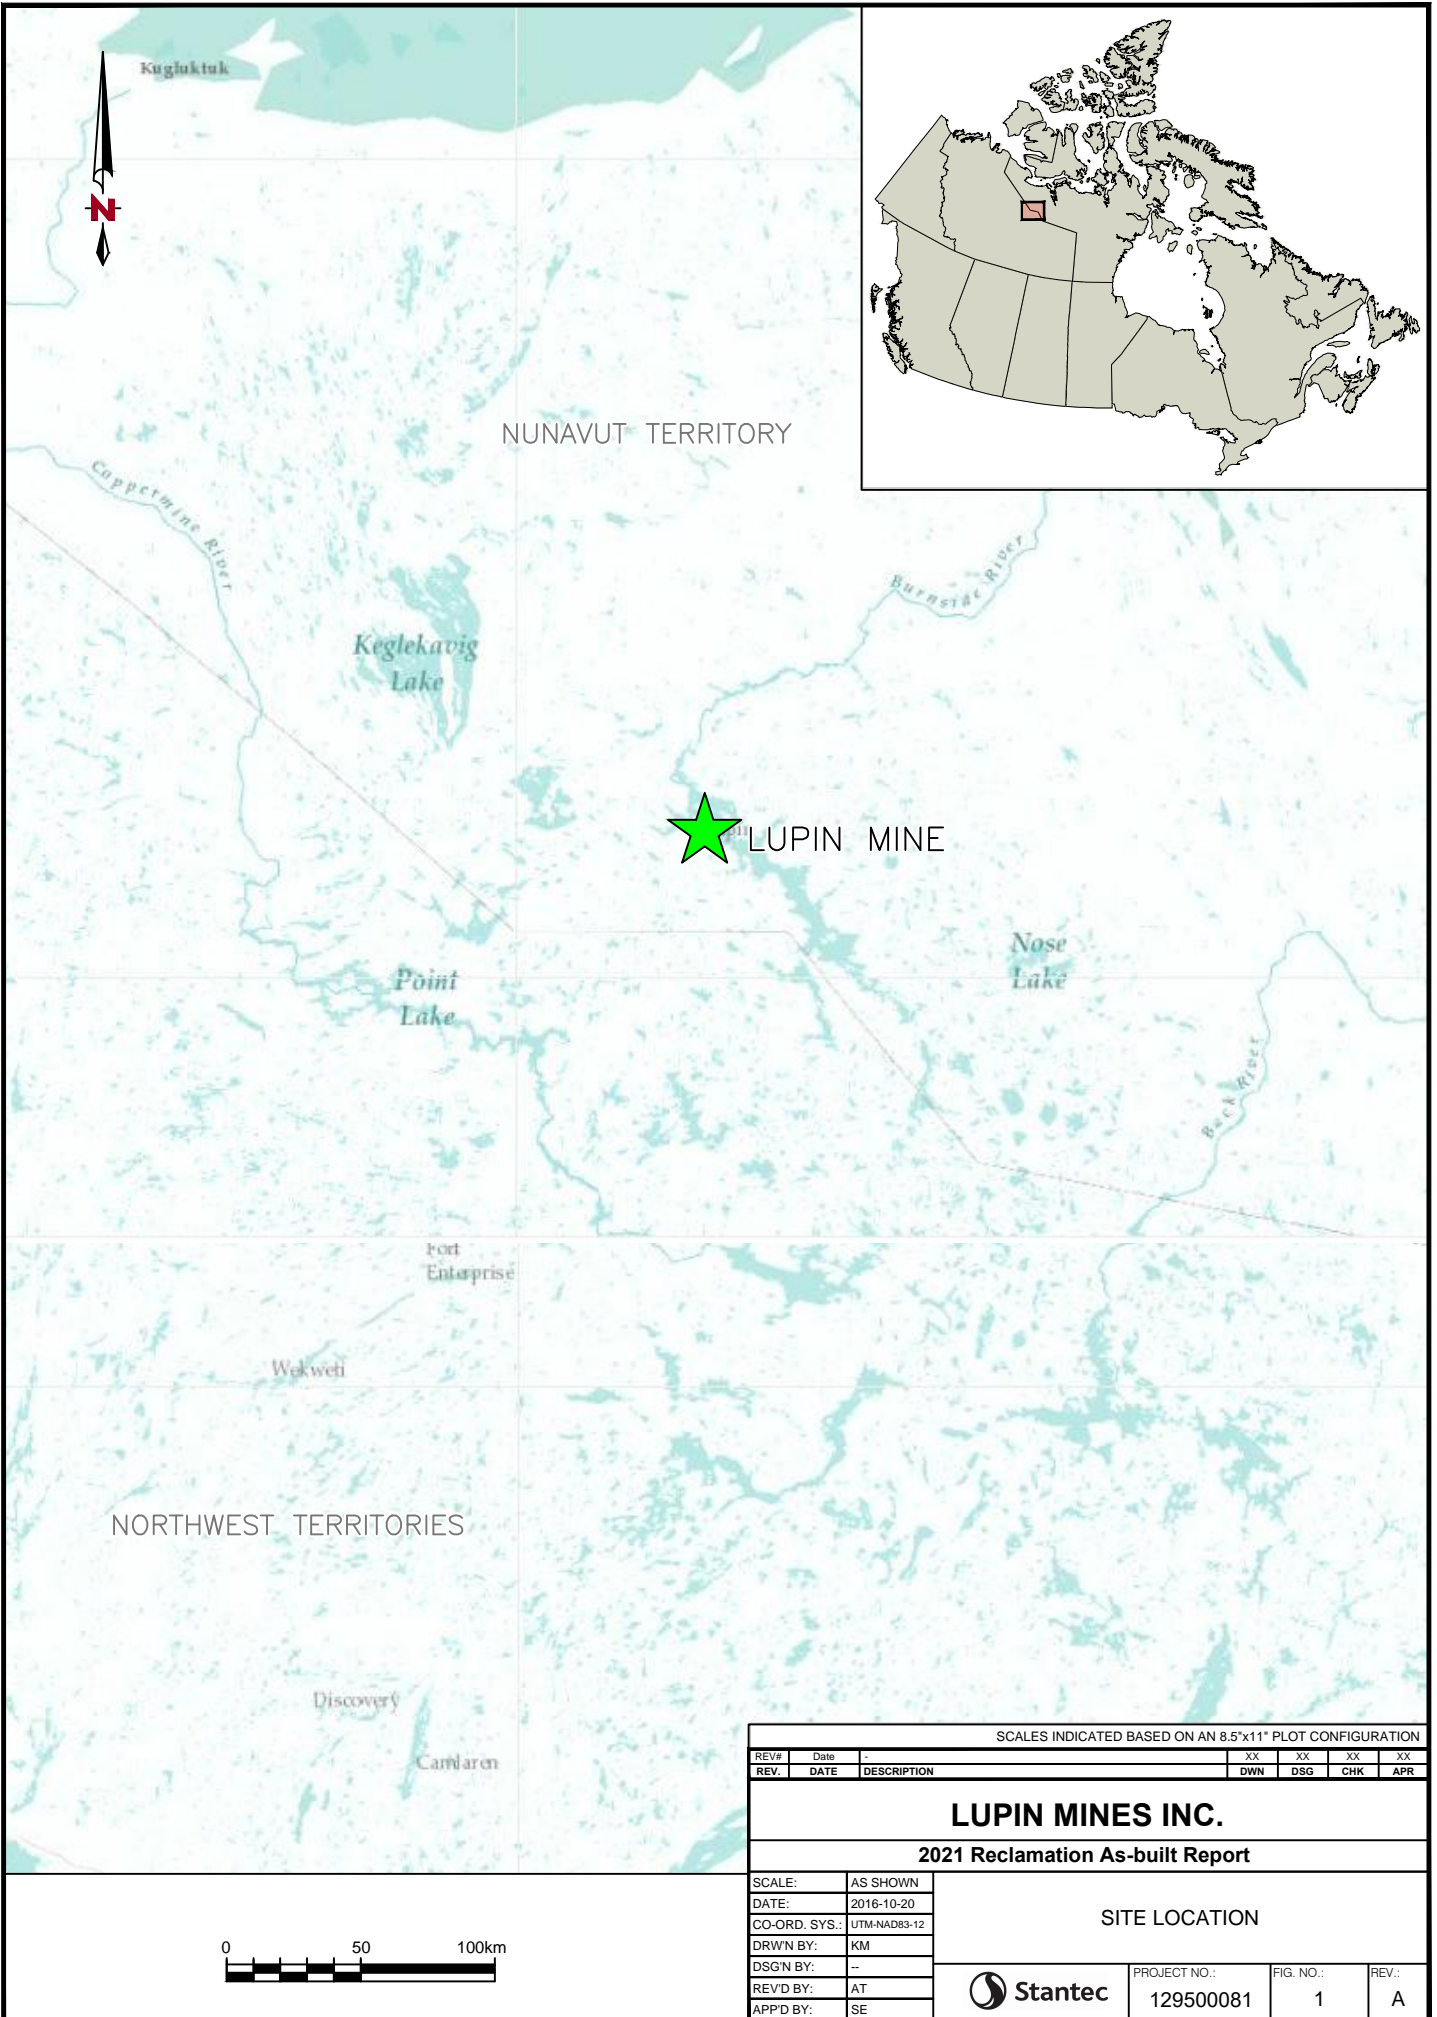 Kugluktuk
N
NUNAVUT TERRITORY
Coppermine River
Burnside River
Keglekavig
Lake
LUPIN MINE
Nose
Lake
Point
Lake
Back River
Fort
Enterprise
Wekweti
NORTHWEST TERRITORIES
Discovery
Camlaren
0 50 100km
SCALES INDICATED BASED ON AN 8.5"x11" PLOT CONFIGURATION
REV# Date - XX XX XX XX
REV. DATE DESCRIPTION DWN DSG CHK APR
LUPIN MINES INC.
2021 Reclamation As-built Report
SCALE: AS SHOWN
DATE: 2016-10-20
CO-ORD. SYS.: UTM-NAD83-12
DRW'N BY: KM
DSG'N BY: --
REV'D BY: AT
APP'D BY: SE
SITE LOCATION
Stantec
PROJECT NO.:
129500081
FIG. NO.:
1
REV.:
A